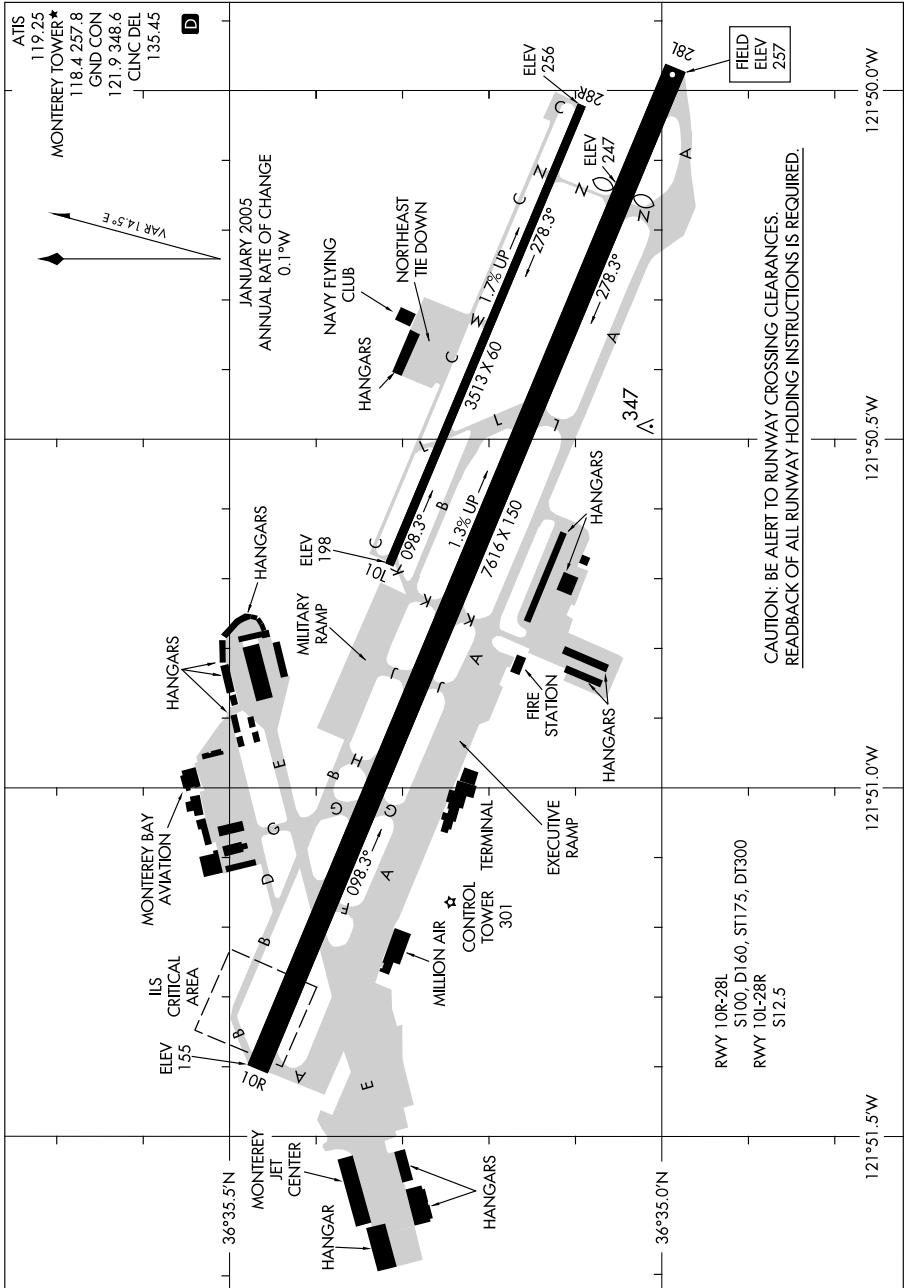 ATIS
119.25
MONTEREY TOWER★
118.4 257.8
GND CON
121.9 348.6
CLNC DEL
135.45
D
VAR 14.5° E
JANUARY 2005
ANNUAL RATE OF CHANGE
0.1°W
36°35.5'N
36°35.0'N
121°51.5'W
121°51.0'W
121°50.5'W
121°50.0'W
HANGAR
MONTEREY
JET
CENTER
HANGARS
E
A
ELEV
155
10R
B
ILS
CRITICAL
AREA
B
D
G
E
MONTEREY BAY
AVIATION
HANGARS
HANGARS
MILLION AIR
CONTROL
TOWER
301
TERMINAL
EXECUTIVE
RAMP
F
098.3°
A
G
G
B
H
J
J
K
K
K
A
MILITARY
RAMP
FIRE
STATION
HANGARS
HANGARS
ELEV
198
10L
C
098.3°
B
1.3% UP
7616 X 150
L
L
L
3513 X 60
C
M
1.7% UP
278.3°
C
Z
C
HANGARS
NAVY FLYING
CLUB
NORTHEAST
TIE DOWN
ELEV
256
28R
Z
ELEV
247
Z
278.3°
A
A
347
28L
FIELD
ELEV
257
RWY 10R-28L
S100, D160, ST175, DT300
RWY 10L-28R
S12.5
CAUTION: BE ALERT TO RUNWAY CROSSING CLEARANCES.
READBACK OF ALL RUNWAY HOLDING INSTRUCTIONS IS REQUIRED.